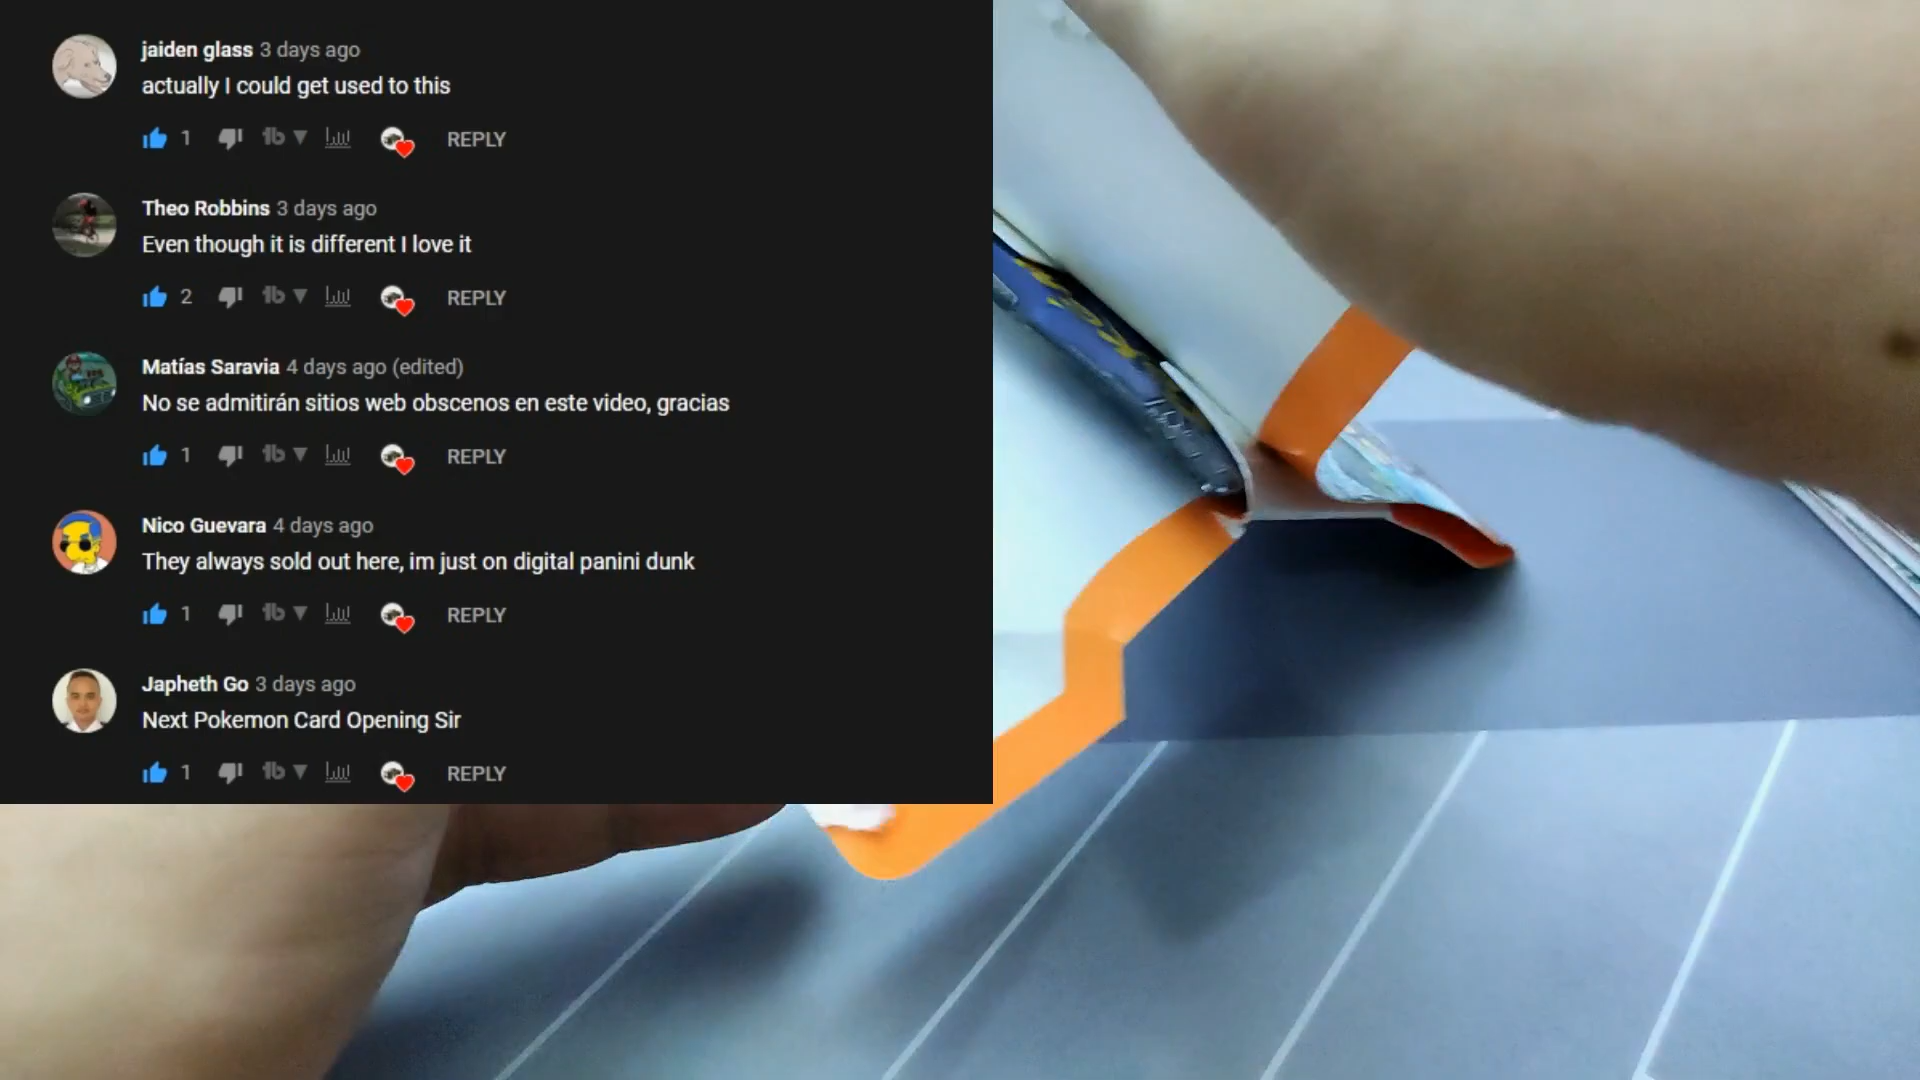 jaiden glass 3 days ago
actually I could get used to this
1 REPLY
Theo Robbins 3 days ago
Even though it is different I love it
2 REPLY
Matías Saravia 4 days ago (edited)
No se admitirán sitios web obscenos en este video, gracias
1 REPLY
Nico Guevara 4 days ago
They always sold out here, im just on digital panini dunk
1 REPLY
Japheth Go 3 days ago
Next Pokemon Card Opening Sir
1 REPLY